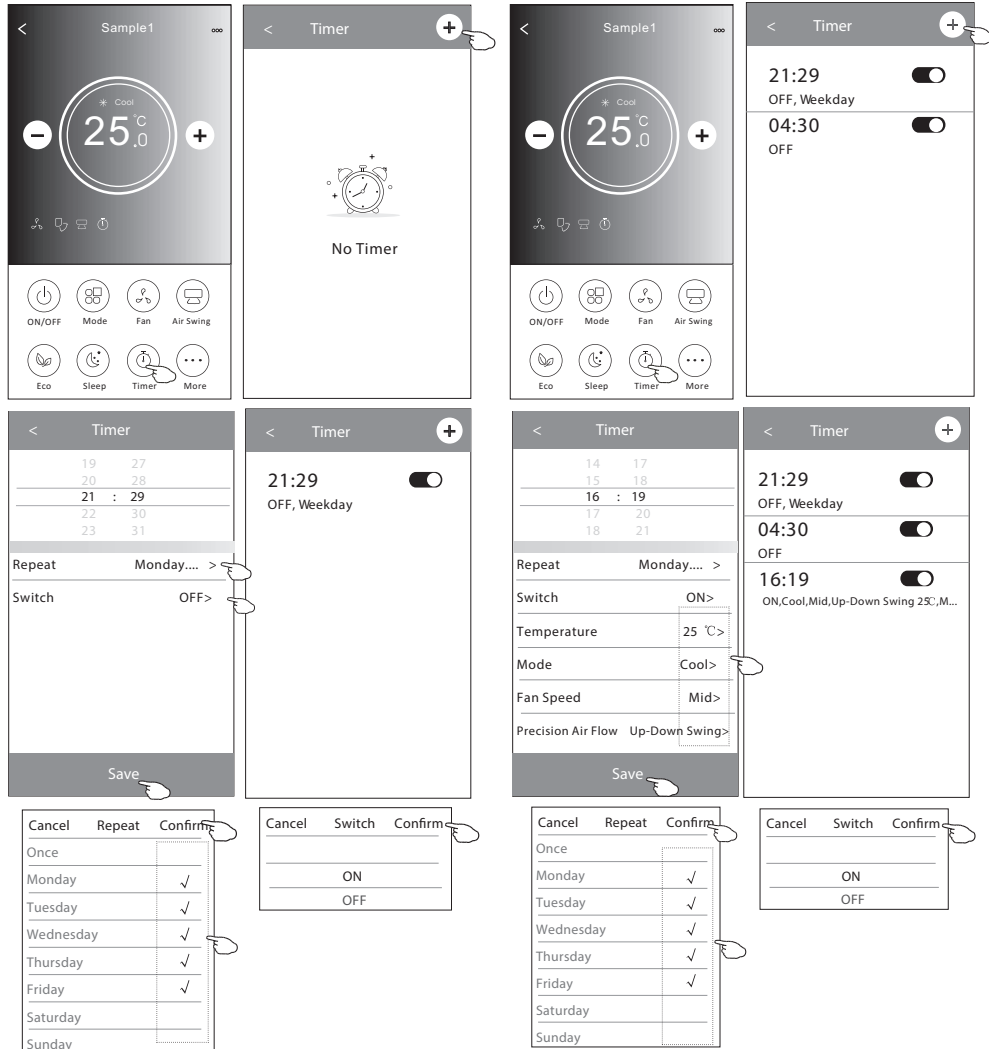 < Sample1
Cool
25.0 °C
− +
ON/OFF Mode Fan Air Swing
Eco Sleep Timer More
< Timer +
No Timer
< Sample1
Cool
25.0 °C
− +
ON/OFF Mode Fan Air Swing
Eco Sleep Timer More
< Timer +
21:29
OFF, Weekday
04:30
OFF
< Timer
19 27
20 28
21 : 29
22 30
23 31
Repeat Monday.... >
Switch OFF>
Save
< Timer +
21:29
OFF, Weekday
< Timer
14 17
15 18
16 : 19
17 20
18 21
Repeat Monday.... >
Switch ON>
Temperature 25 ℃>
Mode Cool>
Fan Speed Mid>
Precision Air Flow Up-Down Swing>
Save
< Timer +
21:29
OFF, Weekday
04:30
OFF
16:19
ON,Cool,Mid,Up-Down Swing 25℃,M...
Cancel Repeat Confirm
Once
Monday √
Tuesday √
Wednesday √
Thursday √
Friday √
Saturday
Sunday
Cancel Switch Confirm
ON
OFF
Cancel Repeat Confirm
Once
Monday √
Tuesday √
Wednesday √
Thursday √
Friday √
Saturday
Sunday
Cancel Switch Confirm
ON
OFF